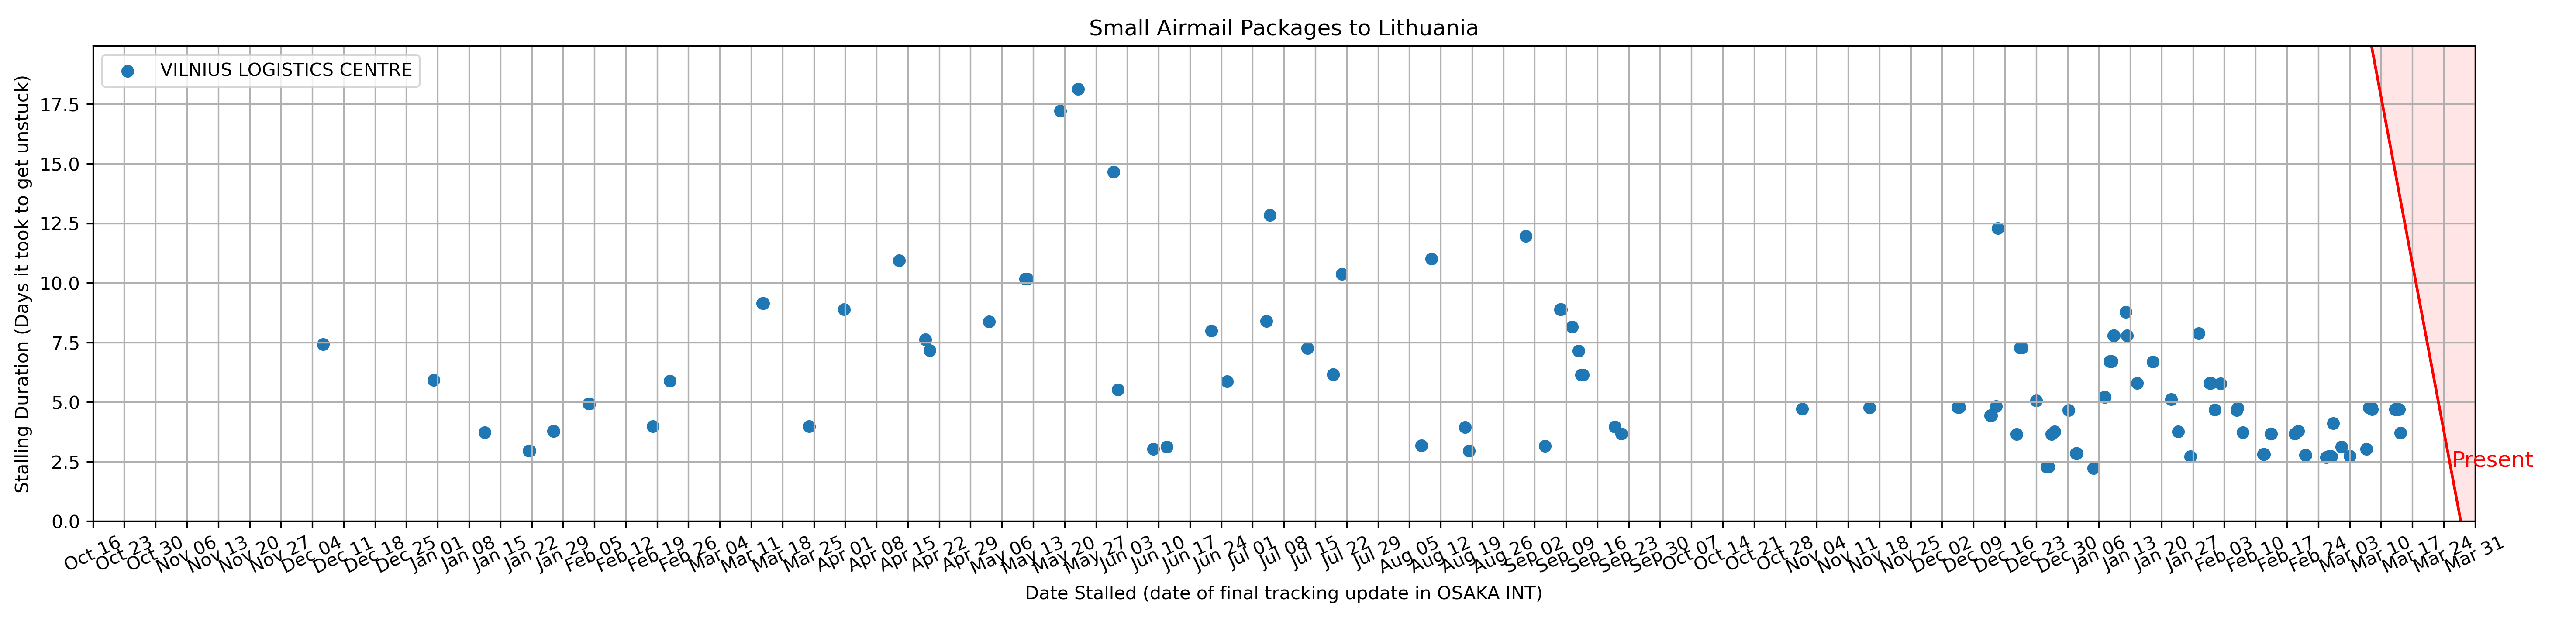 Small Airmail Packages to Lithuania
VILNIUS LOGISTICS CENTRE
Stalling Duration (Days it took to get unstuck)
17.5
15.0
12.5
10.0
7.5
5.0
2.5
0.0
Present
Oct 16 Oct 23 Oct 30 Nov 06 Nov 13 Nov 20 Nov 27 Dec 04 Dec 11 Dec 18 Dec 25 Jan 01 Jan 08 Jan 15 Jan 22 Jan 29 Feb 05 Feb 12 Feb 19 Feb 26 Mar 04 Mar 11 Mar 18 Mar 25 Apr 01 Apr 08 Apr 15 Apr 22 Apr 29 May 06 May 13 May 20 May 27 Jun 03 Jun 10 Jun 17 Jun 24 Jul 01 Jul 08 Jul 15 Jul 22 Jul 29 Aug 05 Aug 12 Aug 19 Aug 26 Sep 02 Sep 09 Sep 16 Sep 23 Sep 30 Oct 07 Oct 14 Oct 21 Oct 28 Nov 04 Nov 11 Nov 18 Nov 25 Dec 02 Dec 09 Dec 16 Dec 23 Dec 30 Jan 06 Jan 13 Jan 20 Jan 27 Feb 03 Feb 10 Feb 17 Feb 24 Mar 03 Mar 10 Mar 17 Mar 24 Mar 31
Date Stalled (date of final tracking update in OSAKA INT)